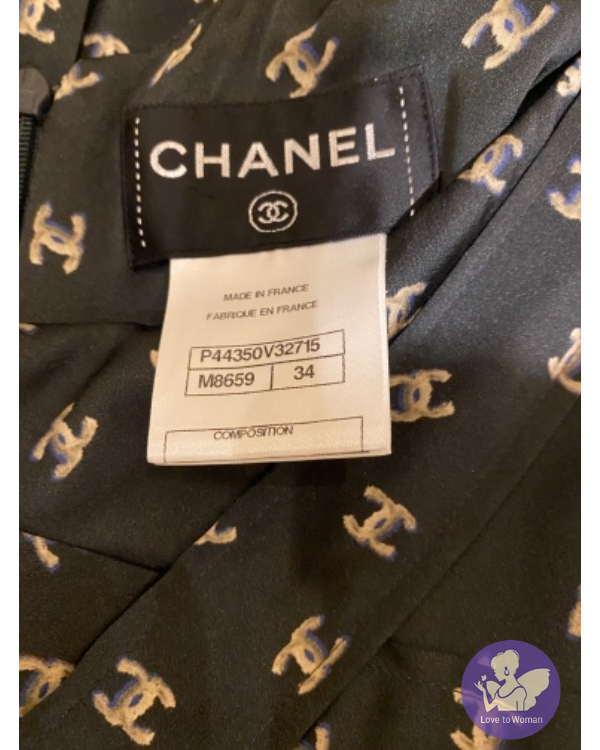 CHANEL
MADE IN FRANCE
FABRIQUE EN FRANCE
P44350V32715
M8659 34
COMPOSITION
Love to Woman